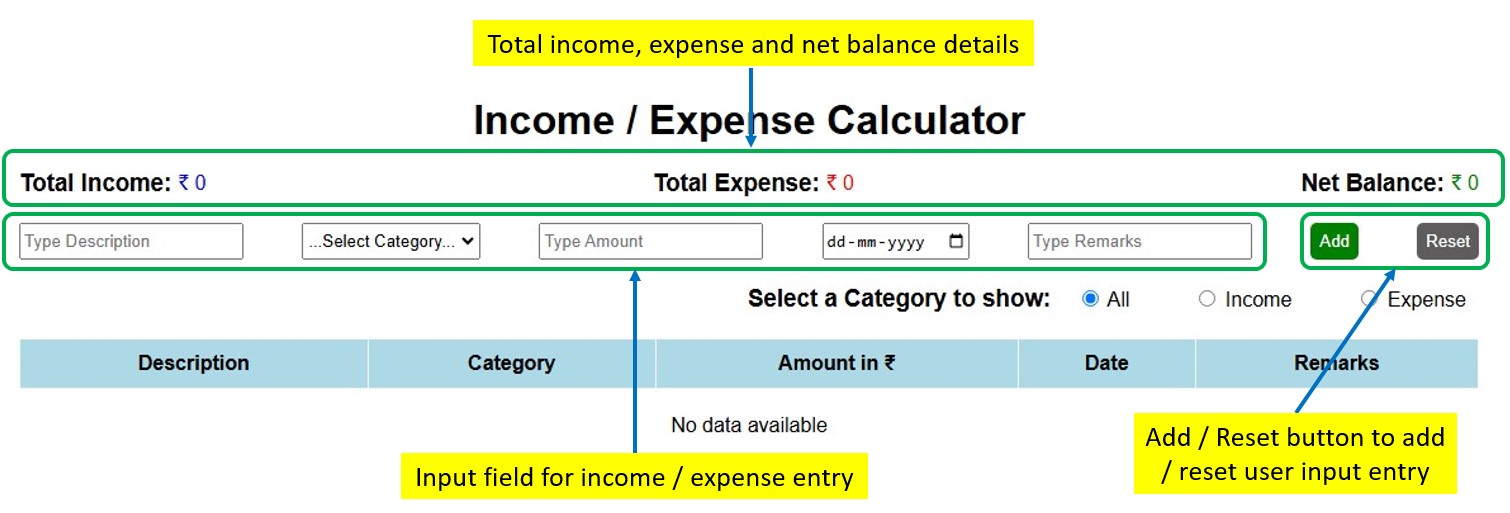 Total income, expense and net balance details
Income / Expense Calculator
Total Income: ₹ 0 Total Expense: ₹ 0 Net Balance: ₹ 0
Type Description ...Select Category... Type Amount dd-mm-yyyy Type Remarks Add Reset
Select a Category to show: All Income Expense
Description Category Amount in ₹ Date Remarks
No data available
Input field for income / expense entry
Add / Reset button to add
/ reset user input entry